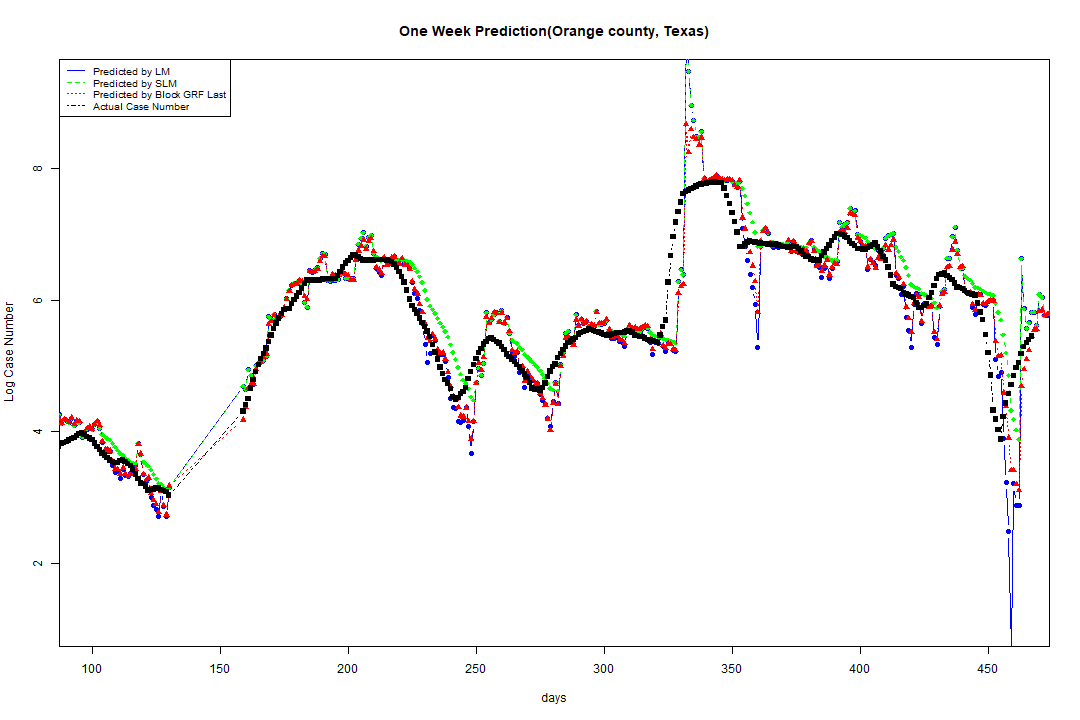 One Week Prediction(Orange county, Texas)
Predicted by LM
Predicted by SLM
Predicted by Block GRF Last
Actual Case Number
8
6
4
2
Log Case Number
100 150 200 250 300 350 400 450
days